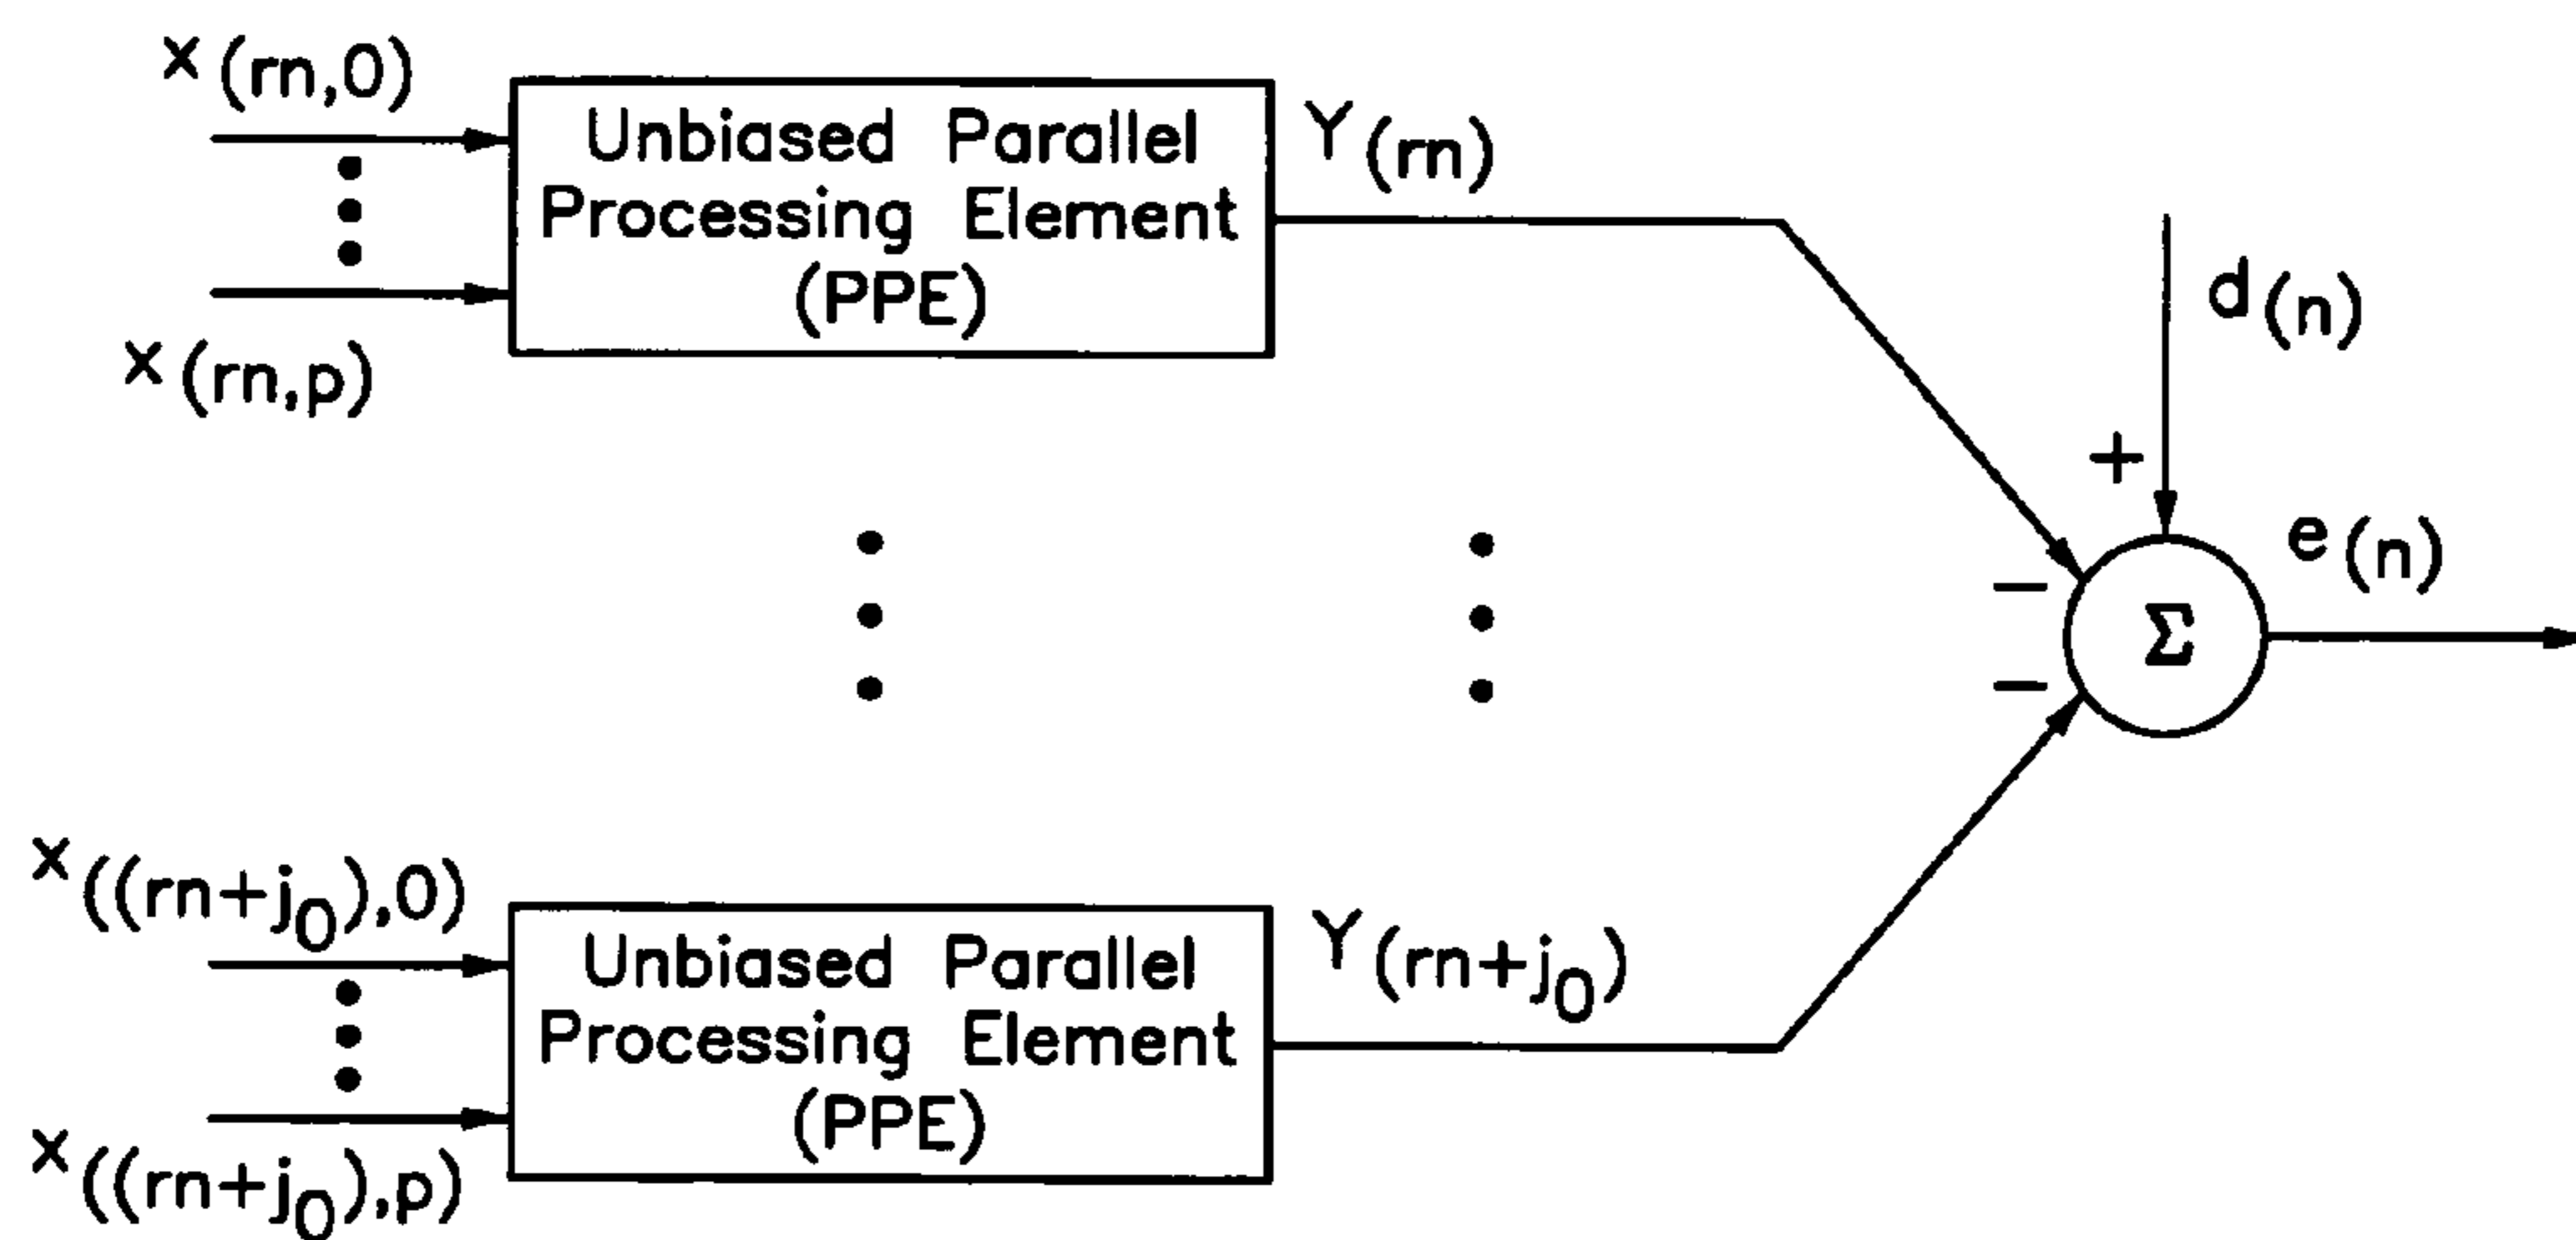 x(rn,0)
Unbiased Parallel
Processing Element
(PPE)
x(rn,p)
Y(rn)
d(n)
+
e(n)
−
Σ
−
x((rn+j0),0)
Unbiased Parallel
Processing Element
(PPE)
x((rn+j0),p)
Y(rn+j0)